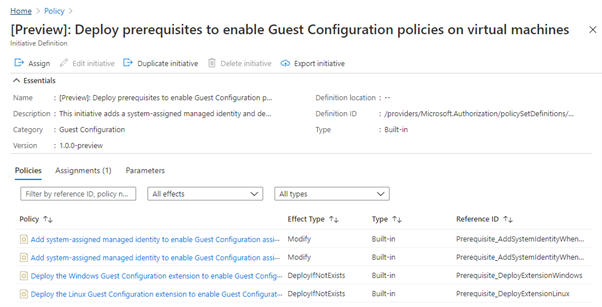 Home > Policy >
[Preview]: Deploy prerequisites to enable Guest Configuration policies on virtual machines
Initiative Definition
Assign Edit initiative Duplicate initiative Delete initiative Export initiative
Essentials
Name : [Preview]: Deploy prerequisites to enable Guest Configuration p... Definition location : --
Description : This initiative adds a system-assigned managed identity and de... Definition ID : /providers/Microsoft.Authorization/policySetDefinitions/...
Category : Guest Configuration Type : Built-in
Version : 1.0.0-preview
Policies Assignments (1) Parameters
Filter by reference ID, policy n... All effects All types
Policy Effect Type Type Reference ID
Add system-assigned managed identity to enable Guest Configuration assi... Modify Built-in Prerequisite_AddSystemIdentityWhen...
Add system-assigned managed identity to enable Guest Configuration assi... Modify Built-in Prerequisite_AddSystemIdentityWhen...
Deploy the Windows Guest Configuration extension to enable Guest Config... DeployIfNotExists Built-in Prerequisite_DeployExtensionWindows
Deploy the Linux Guest Configuration extension to enable Guest Configurat... DeployIfNotExists Built-in Prerequisite_DeployExtensionLinux